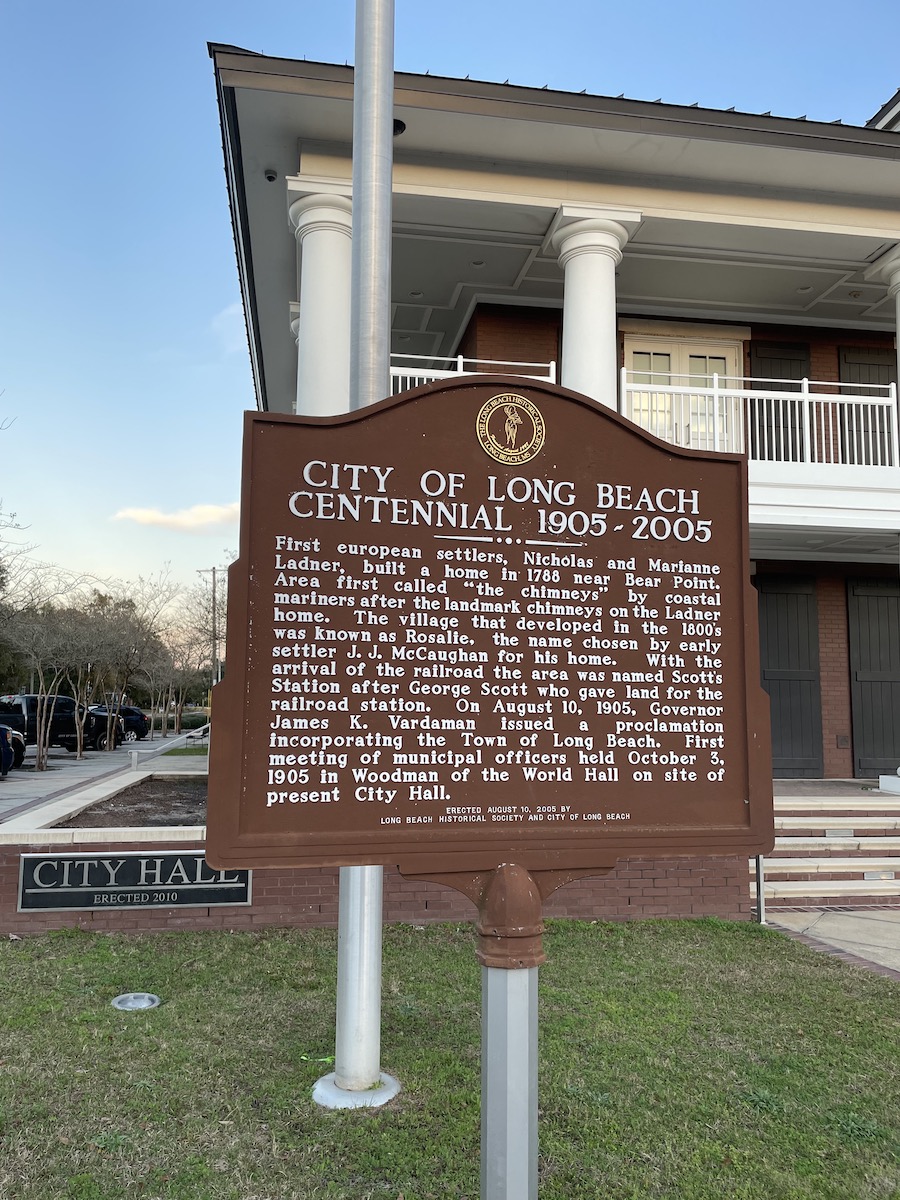 THE LONG BEACH HISTORICAL SOCIETY
LONG BEACH, MS
CITY OF LONG BEACH
CENTENNIAL 1905-2005
First european settlers, Nicholas and Marianne
Ladner, built a home in 1788 near Bear Point.
Area first called "the chimneys" by coastal
mariners after the landmark chimneys on the Ladner
home. The village that developed in the 1800's
was known as Rosalie, the name chosen by early
settler J. J. McCaughan for his home. With the
arrival of the railroad the area was named Scott's
Station after George Scott who gave land for the
railroad station. On August 10, 1905, Governor
James K. Vardaman issued a proclamation
incorporating the Town of Long Beach. First
meeting of municipal officers held October 3,
1905 in Woodman of the World Hall on site of
present City Hall.
ERECTED AUGUST 10, 2005 BY
LONG BEACH HISTORICAL SOCIETY AND CITY OF LONG BEACH
CITY HALL
ERECTED 2010